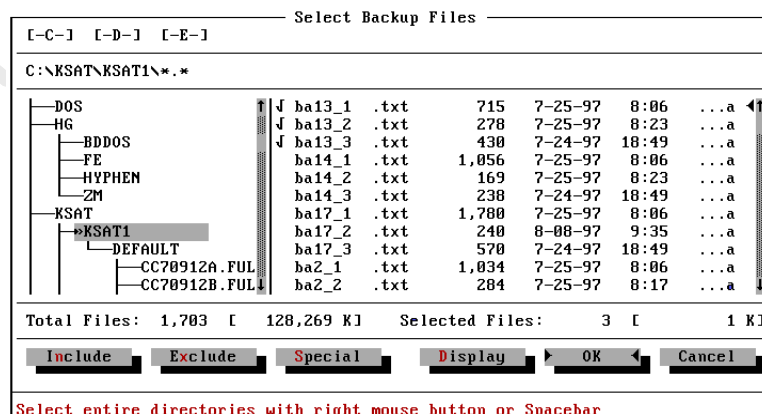 Select Backup Files
[-C-] [-D-] [-E-]
C:\KSAT\KSAT1\*.*
DOS
HG
BDDOS
FE
HYPHEN
ZM
KSAT
»KSAT1
DEFAULT
CC70912A.FUL
CC70912B.FUL
√ ba13_1 .txt 715 7-25-97 8:06 ...a
√ ba13_2 .txt 278 7-25-97 8:23 ...a
√ ba13_3 .txt 430 7-24-97 18:49 ...a
ba14_1 .txt 1,056 7-25-97 8:06 ...a
ba14_2 .txt 169 7-25-97 8:23 ...a
ba14_3 .txt 238 7-24-97 18:49 ...a
ba17_1 .txt 1,780 7-25-97 8:06 ...a
ba17_2 .txt 240 8-08-97 9:35 ...a
ba17_3 .txt 570 7-24-97 18:49 ...a
ba2_1 .txt 1,034 7-25-97 8:06 ...a
ba2_2 .txt 284 7-25-97 8:17 ...a
Total Files: 1,703 [ 128,269 K] Selected Files: 3 [ 1 K]
Include Exclude Special Display OK Cancel
Select entire directories with right mouse button or Spacebar